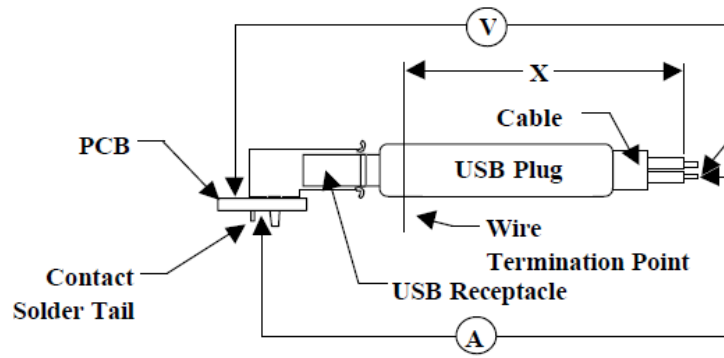 V
X
Cable
PCB
USB Plug
Wire
Termination Point
Contact
Solder Tail
USB Receptacle
A